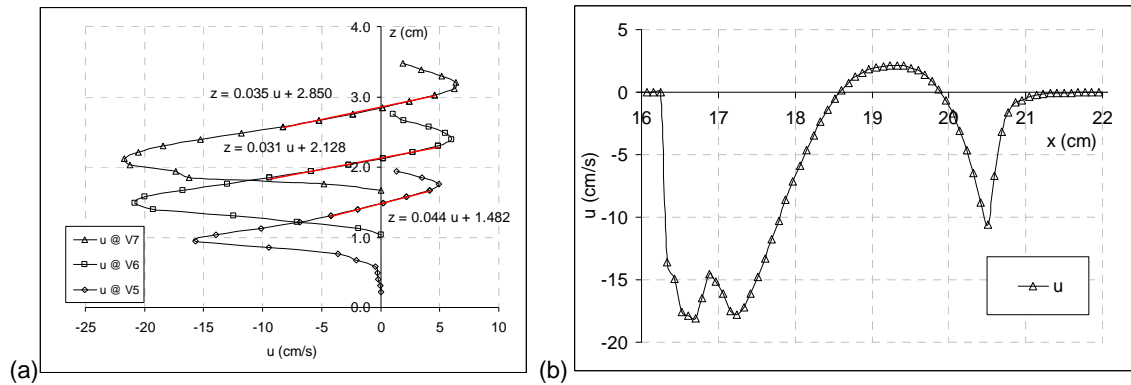 z (cm)
4.0
3.0
2.0
1.0
0.0
z = 0.035 u + 2.850
z = 0.031 u + 2.128
z = 0.044 u + 1.482
u @ V7
u @ V6
u @ V5
-25 -20 -15 -10 -5 0 5 10
u (cm/s)
(a)
5
0
-5
-10
-15
-20
16 17 18 19 20 21 22
x (cm)
u (cm/s)
u
(b)